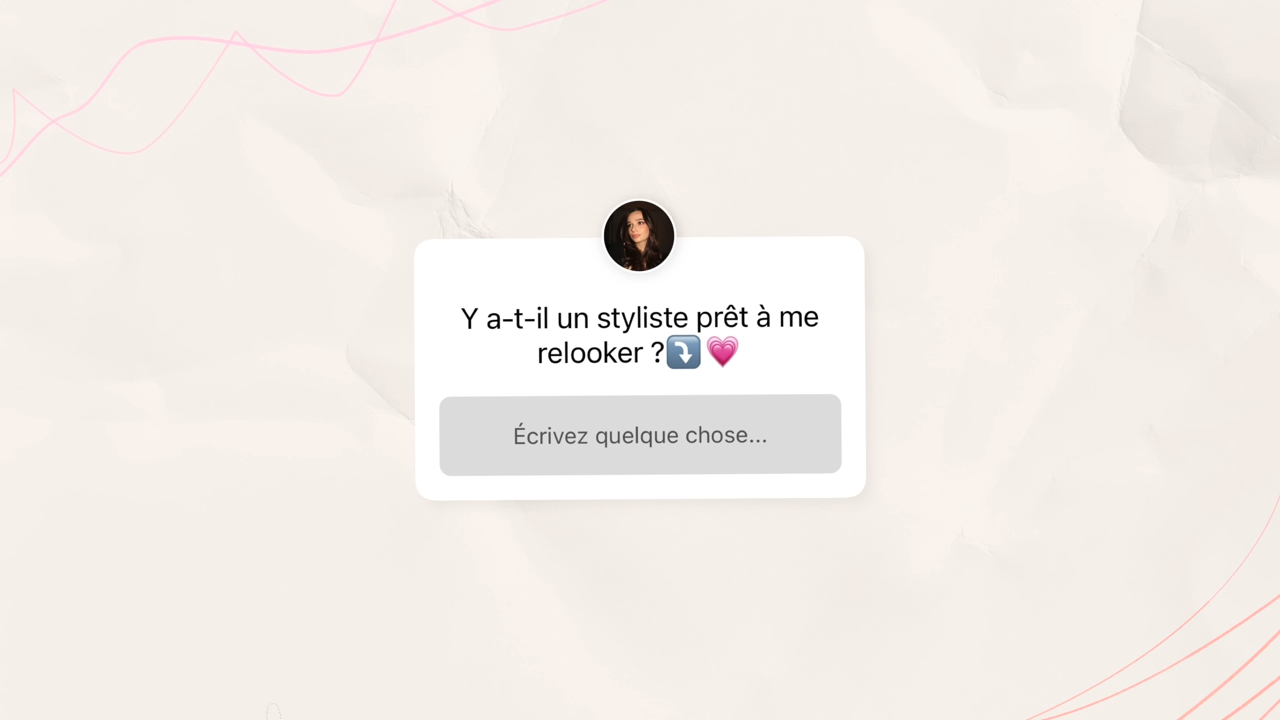 Y a-t-il un styliste prêt à me
relooker ?⤵️ 💗
Écrivez quelque chose...